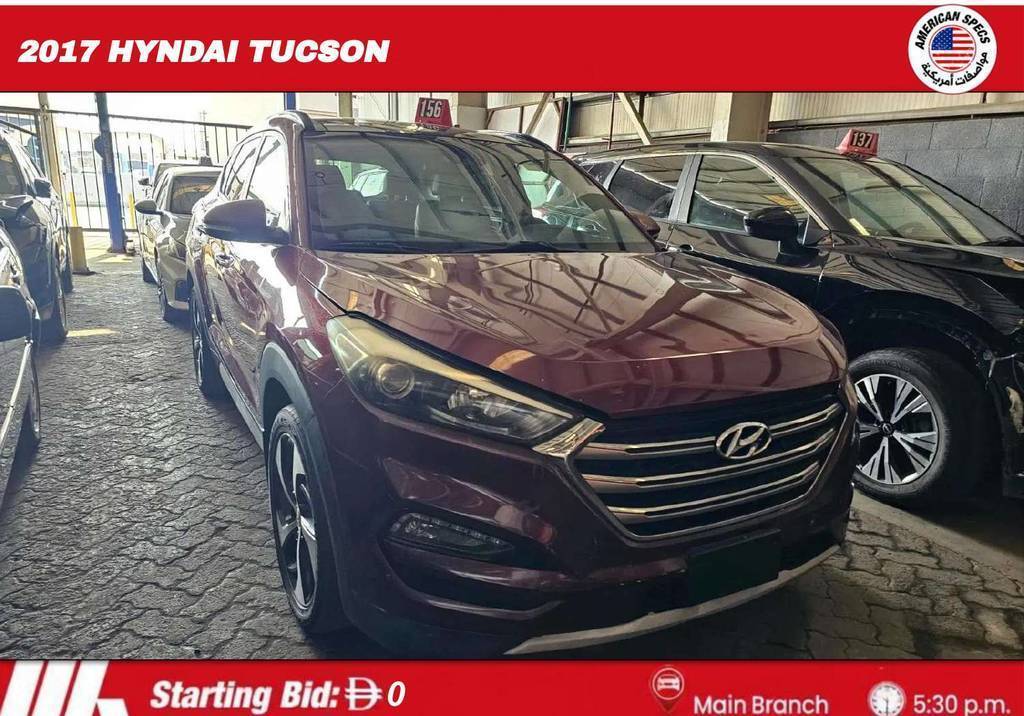 2017 HYNDAI TUCSON
AMERICAN SPECS
مواصفات أمريكية
156
137
Starting Bid: 0
Main Branch
5:30 p.m.